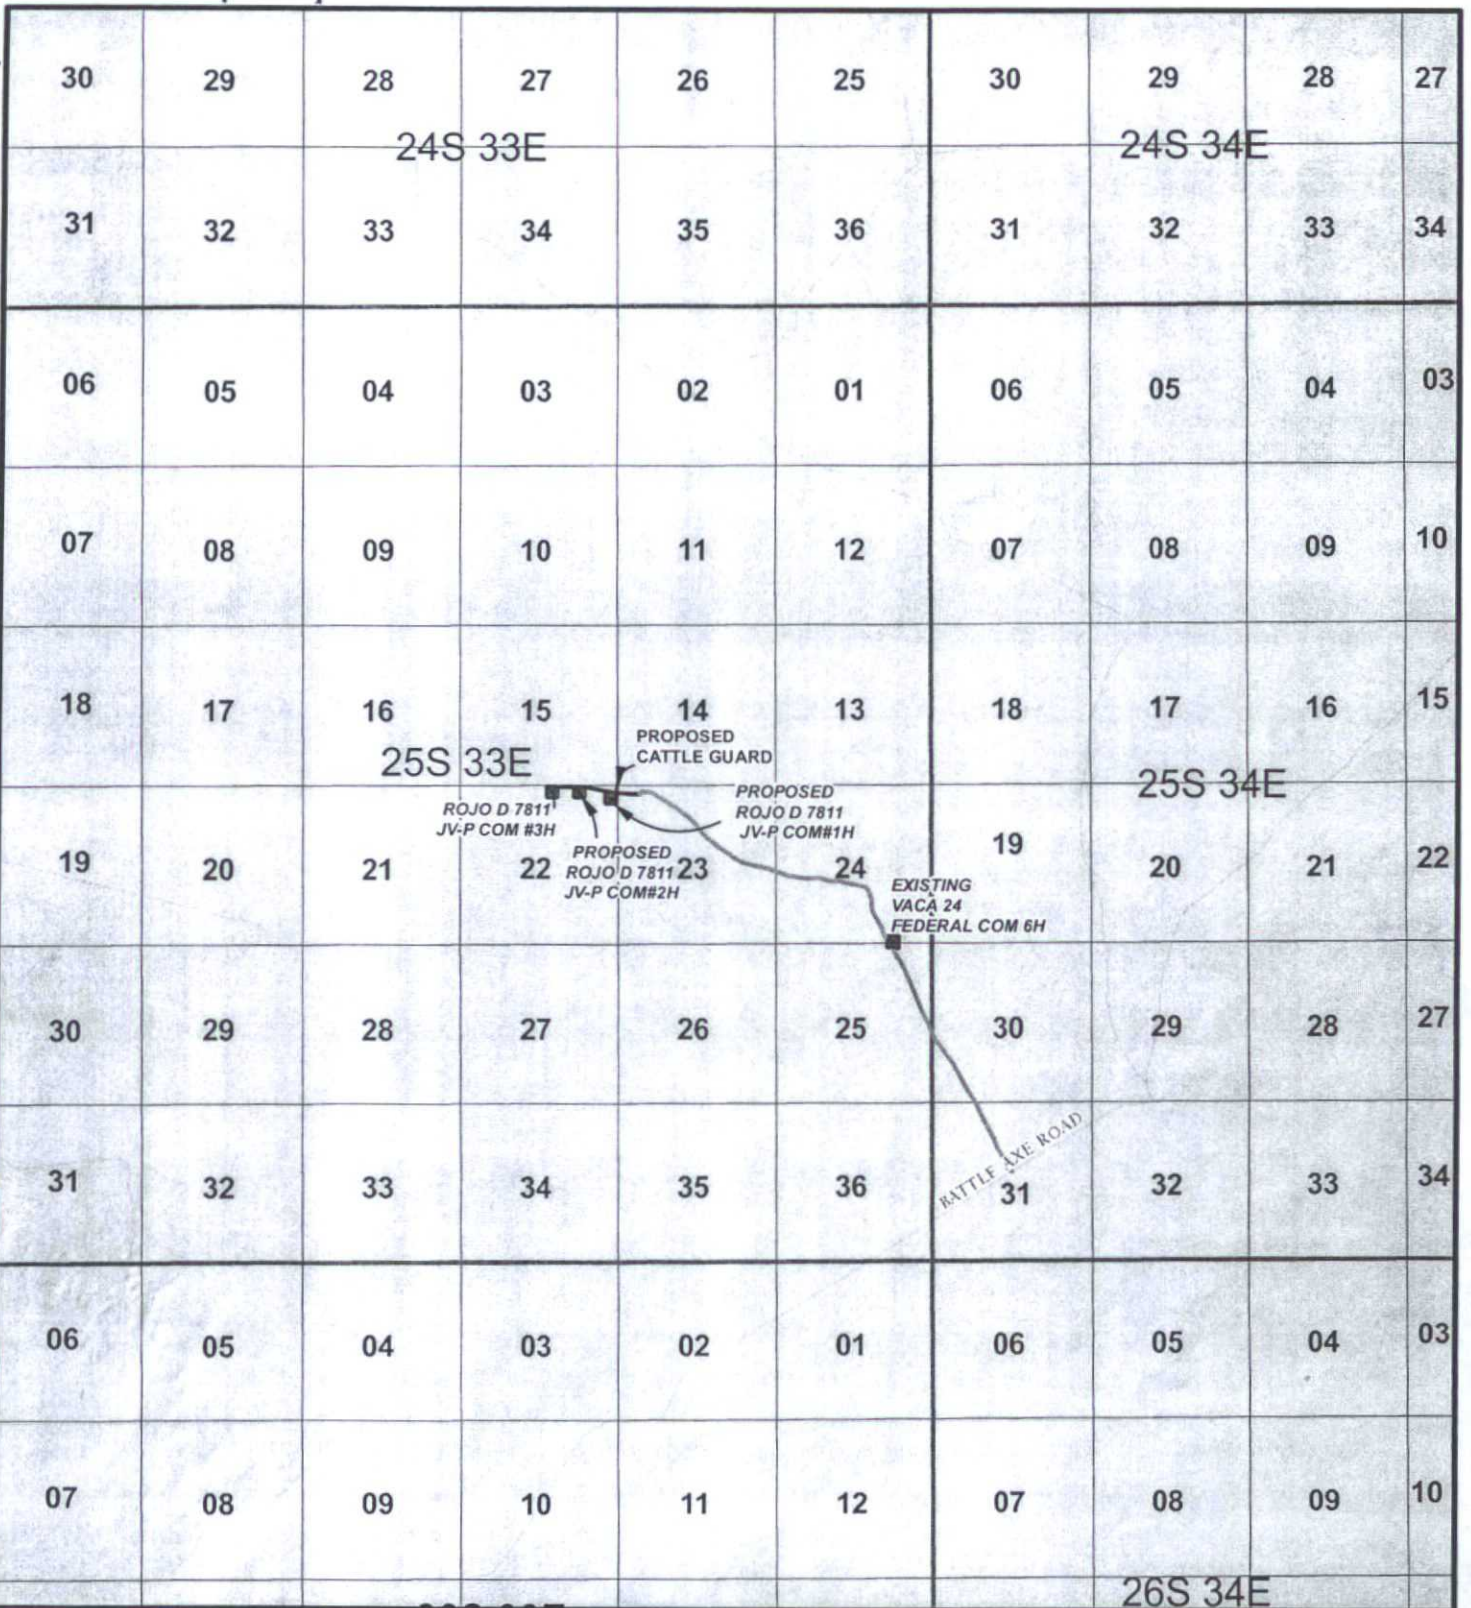 30 29 28 27 26 25 30 29 28 27
24S 33E 24S 34E
31 32 33 34 35 36 31 32 33 34
06 05 04 03 02 01 06 05 04 03
07 08 09 10 11 12 07 08 09 10
18 17 16 15 14 13 18 17 16 15
PROPOSED
CATTLE GUARD
25S 33E 25S 34E
ROJO D 7811
JV-P COM #3H
PROPOSED
ROJO D 7811
JV-P COM#1H
PROPOSED
ROJO D 7811
JV-P COM#2H
19 20 21 22 23 24 19 20 21 22
EXISTING
VACA 24
FEDERAL COM 6H
30 29 28 27 26 25 30 29 28 27
BATTLE AXE ROAD
31 32 33 34 35 36 31 32 33 34
06 05 04 03 02 01 06 05 04 03
07 08 09 10 11 12 07 08 09 10
26S 34E